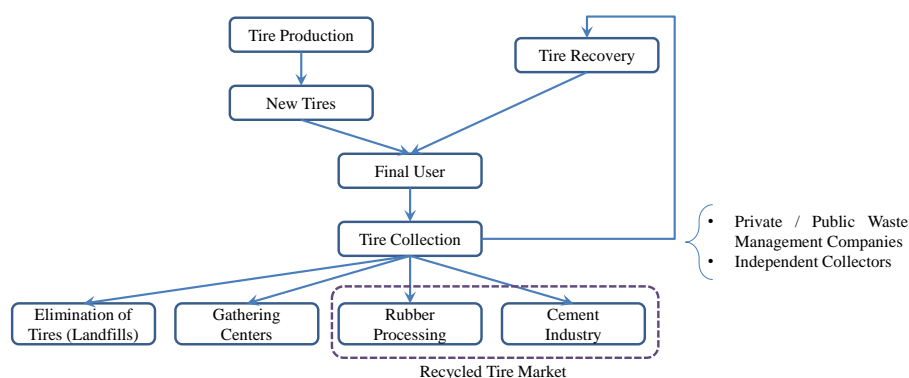 Tire Production
Tire Recovery
New Tires
Final User
Tire Collection
• Private / Public Waste
Management Companies
• Independent Collectors
Elimination of
Tires (Landfills)
Gathering
Centers
Rubber
Processing
Cement
Industry
Recycled Tire Market